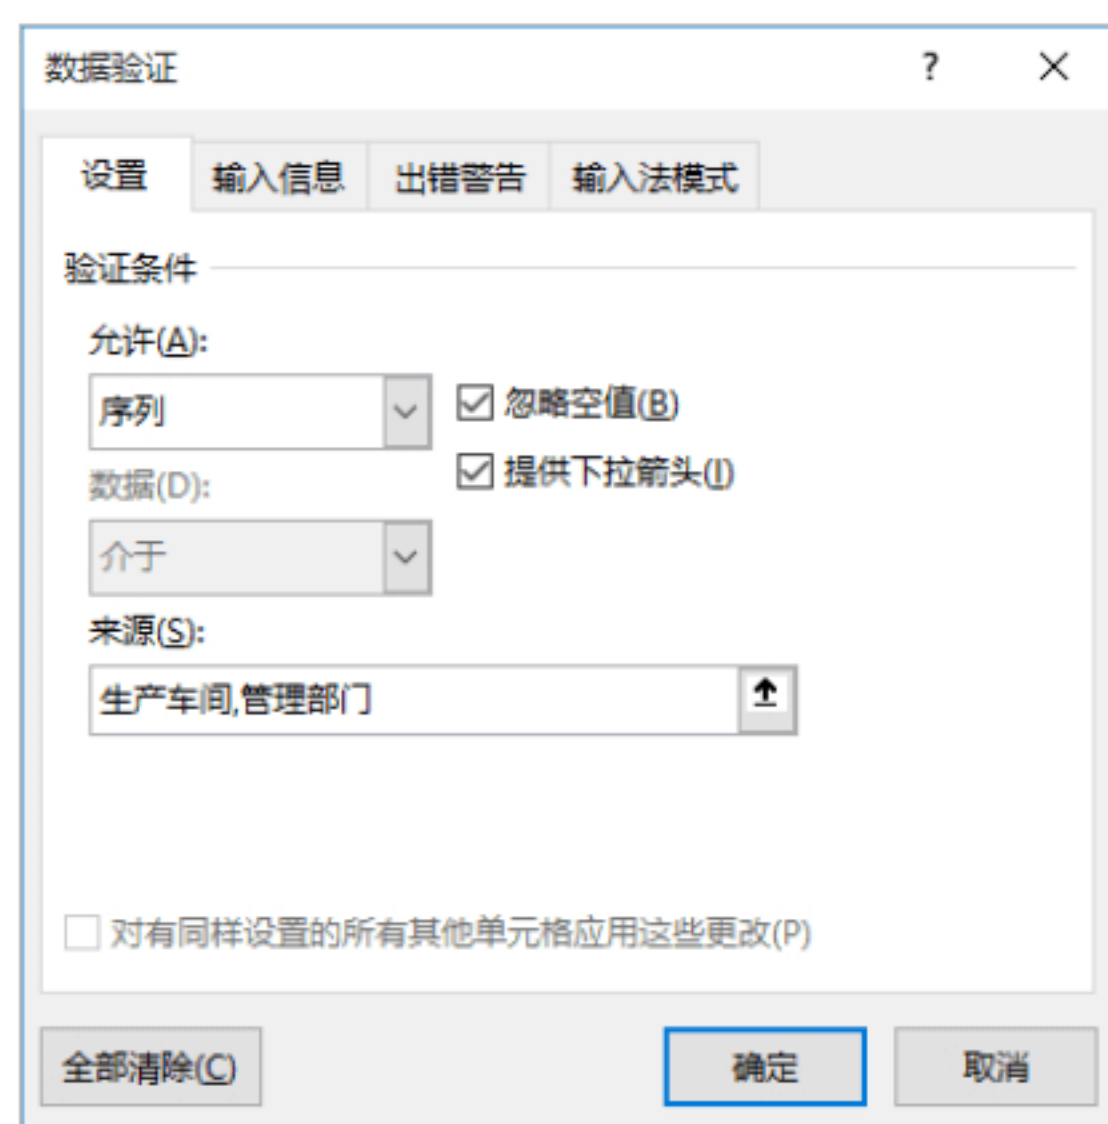 数据验证 ?
设置 输入信息 出错警告 输入法模式
验证条件
允许(A):
序列 忽略空值(B)
提供下拉箭头(I)
数据(D):
介于
来源(S):
生产车间,管理部门
对有同样设置的所有其他单元格应用这些更改(P)
全部清除(C) 确定 取消